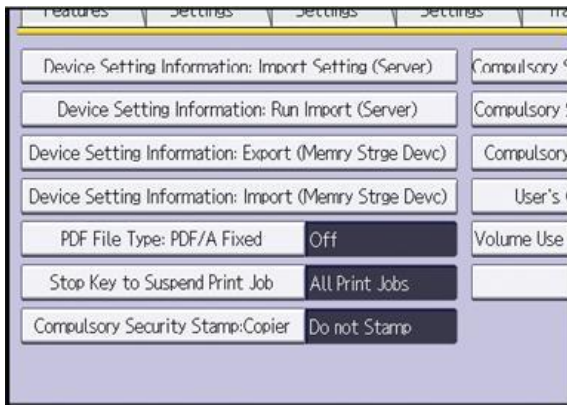 Features Settings Settings Settings
Device Setting Information: Import Setting (Server) Compulsory
Device Setting Information: Run Import (Server) Compulsory
Device Setting Information: Export (Memry Strge Devc) Compulsory
Device Setting Information: Import (Memry Strge Devc) User's
PDF File Type: PDF/A Fixed Off Volume Use
Stop Key to Suspend Print Job All Print Jobs
Compulsory Security Stamp:Copier Do not Stamp